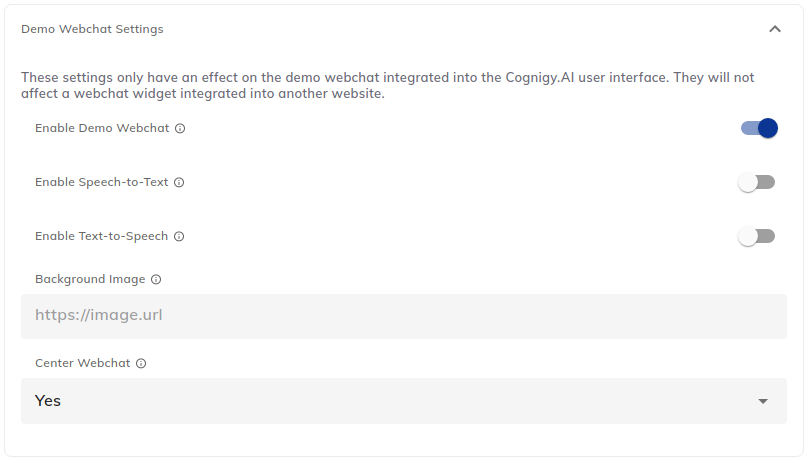 Demo Webchat Settings
These settings only have an effect on the demo webchat integrated into the Cognigy.AI user interface. They will not
affect a webchat widget integrated into another website.
Enable Demo Webchat
Enable Speech-to-Text
Enable Text-to-Speech
Background Image
https://image.url
Center Webchat
Yes